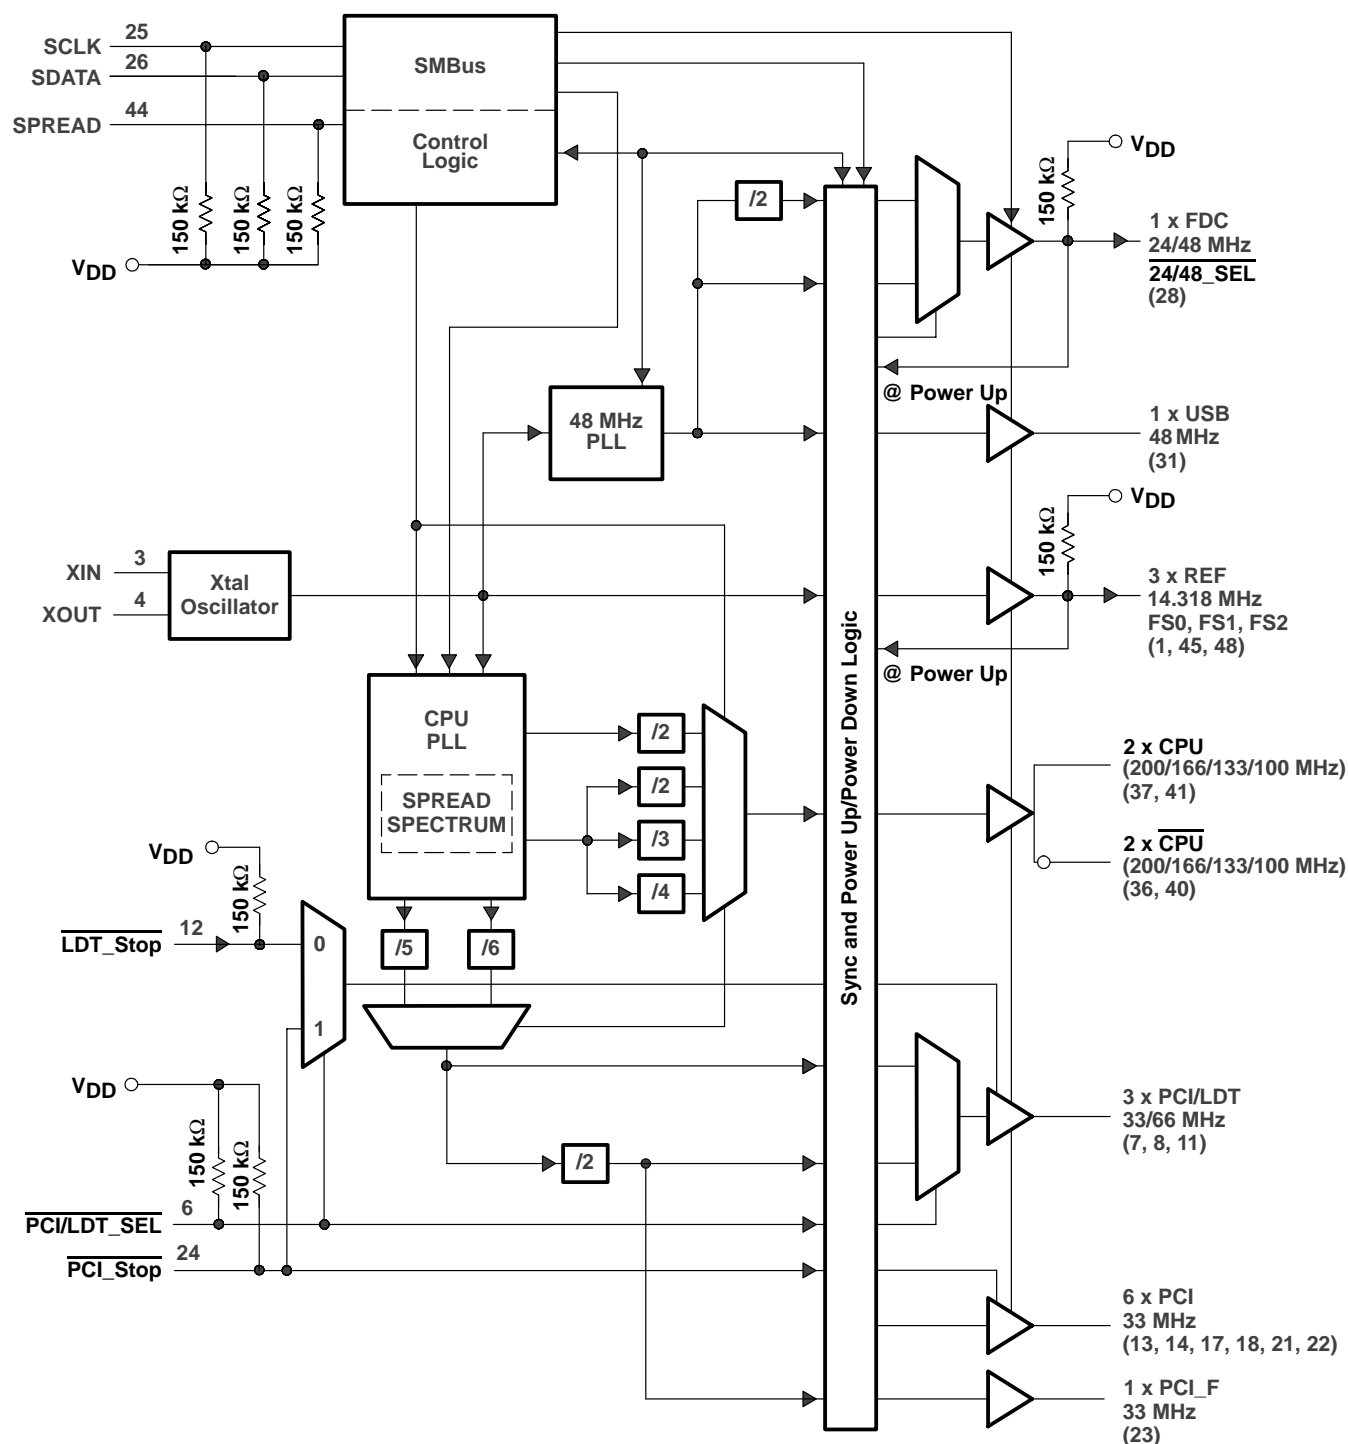 SCLK
25
SDATA
26
SPREAD
44
150 kΩ
150 kΩ
150 kΩ
VDD
SMBus
Control
Logic
/2
VDD
150 kΩ
1 x FDC
24/48 MHz
24/48_SEL
(28)
@ Power Up
48 MHz
PLL
1 x USB
48 MHz
(31)
VDD
150 kΩ
XIN
3
XOUT
4
Xtal
Oscillator
3 x REF
14.318 MHz
FS0, FS1, FS2
(1, 45, 48)
@ Power Up
Sync and Power Up/Power Down Logic
CPU
PLL
SPREAD
SPECTRUM
/2
/2
/3
/4
2 x CPU
(200/166/133/100 MHz)
(37, 41)
2 x CPU
(200/166/133/100 MHz)
(36, 40)
VDD
150 kΩ
LDT_Stop
12
0
1
/5
/6
VDD
150 kΩ
150 kΩ
/2
3 x PCI/LDT
33/66 MHz
(7, 8, 11)
PCI/LDT_SEL
6
PCI_Stop
24
6 x PCI
33 MHz
(13, 14, 17, 18, 21, 22)
1 x PCI_F
33 MHz
(23)